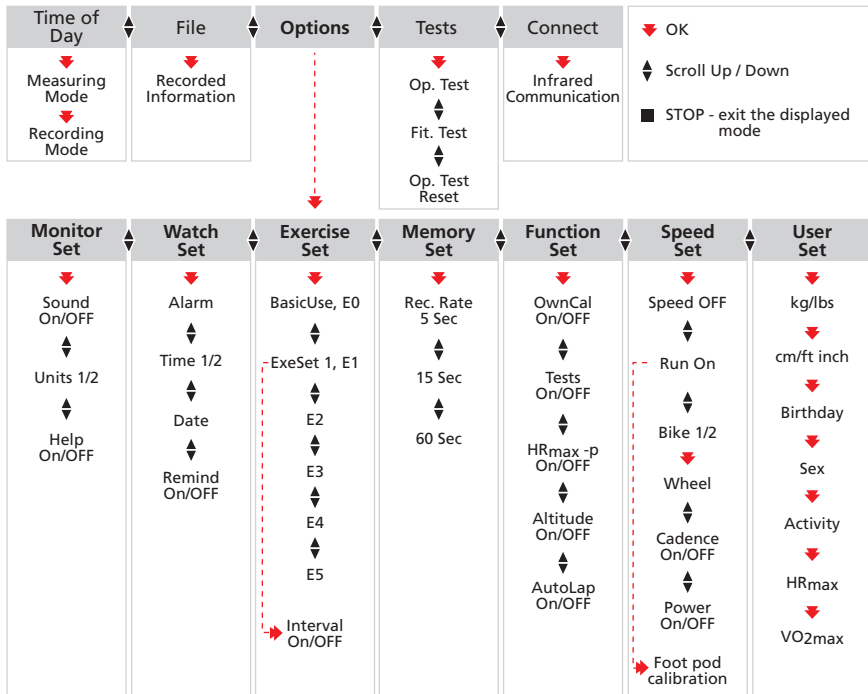 Time of
Day
File
Options
Tests
Connect
Measuring
Mode
Recording
Mode
Recorded
Information
Op. Test
Fit. Test
Op. Test
Reset
Infrared
Communication
OK
Scroll Up / Down
STOP - exit the displayed
mode
Monitor
Set
Watch
Set
Exercise
Set
Memory
Set
Function
Set
Speed
Set
User
Set
Sound
On/OFF
Units 1/2
Help
On/OFF
Alarm
Time 1/2
Date
Remind
On/OFF
BasicUse, E0
ExeSet 1, E1
E2
E3
E4
E5
Interval
On/OFF
Rec. Rate
5 Sec
15 Sec
60 Sec
OwnCal
On/OFF
Tests
On/OFF
HRmax -p
On/OFF
Altitude
On/OFF
AutoLap
On/OFF
Speed OFF
Run On
Bike 1/2
Wheel
Cadence
On/OFF
Power
On/OFF
Foot pod
calibration
kg/lbs
cm/ft inch
Birthday
Sex
Activity
HRmax
VO2max